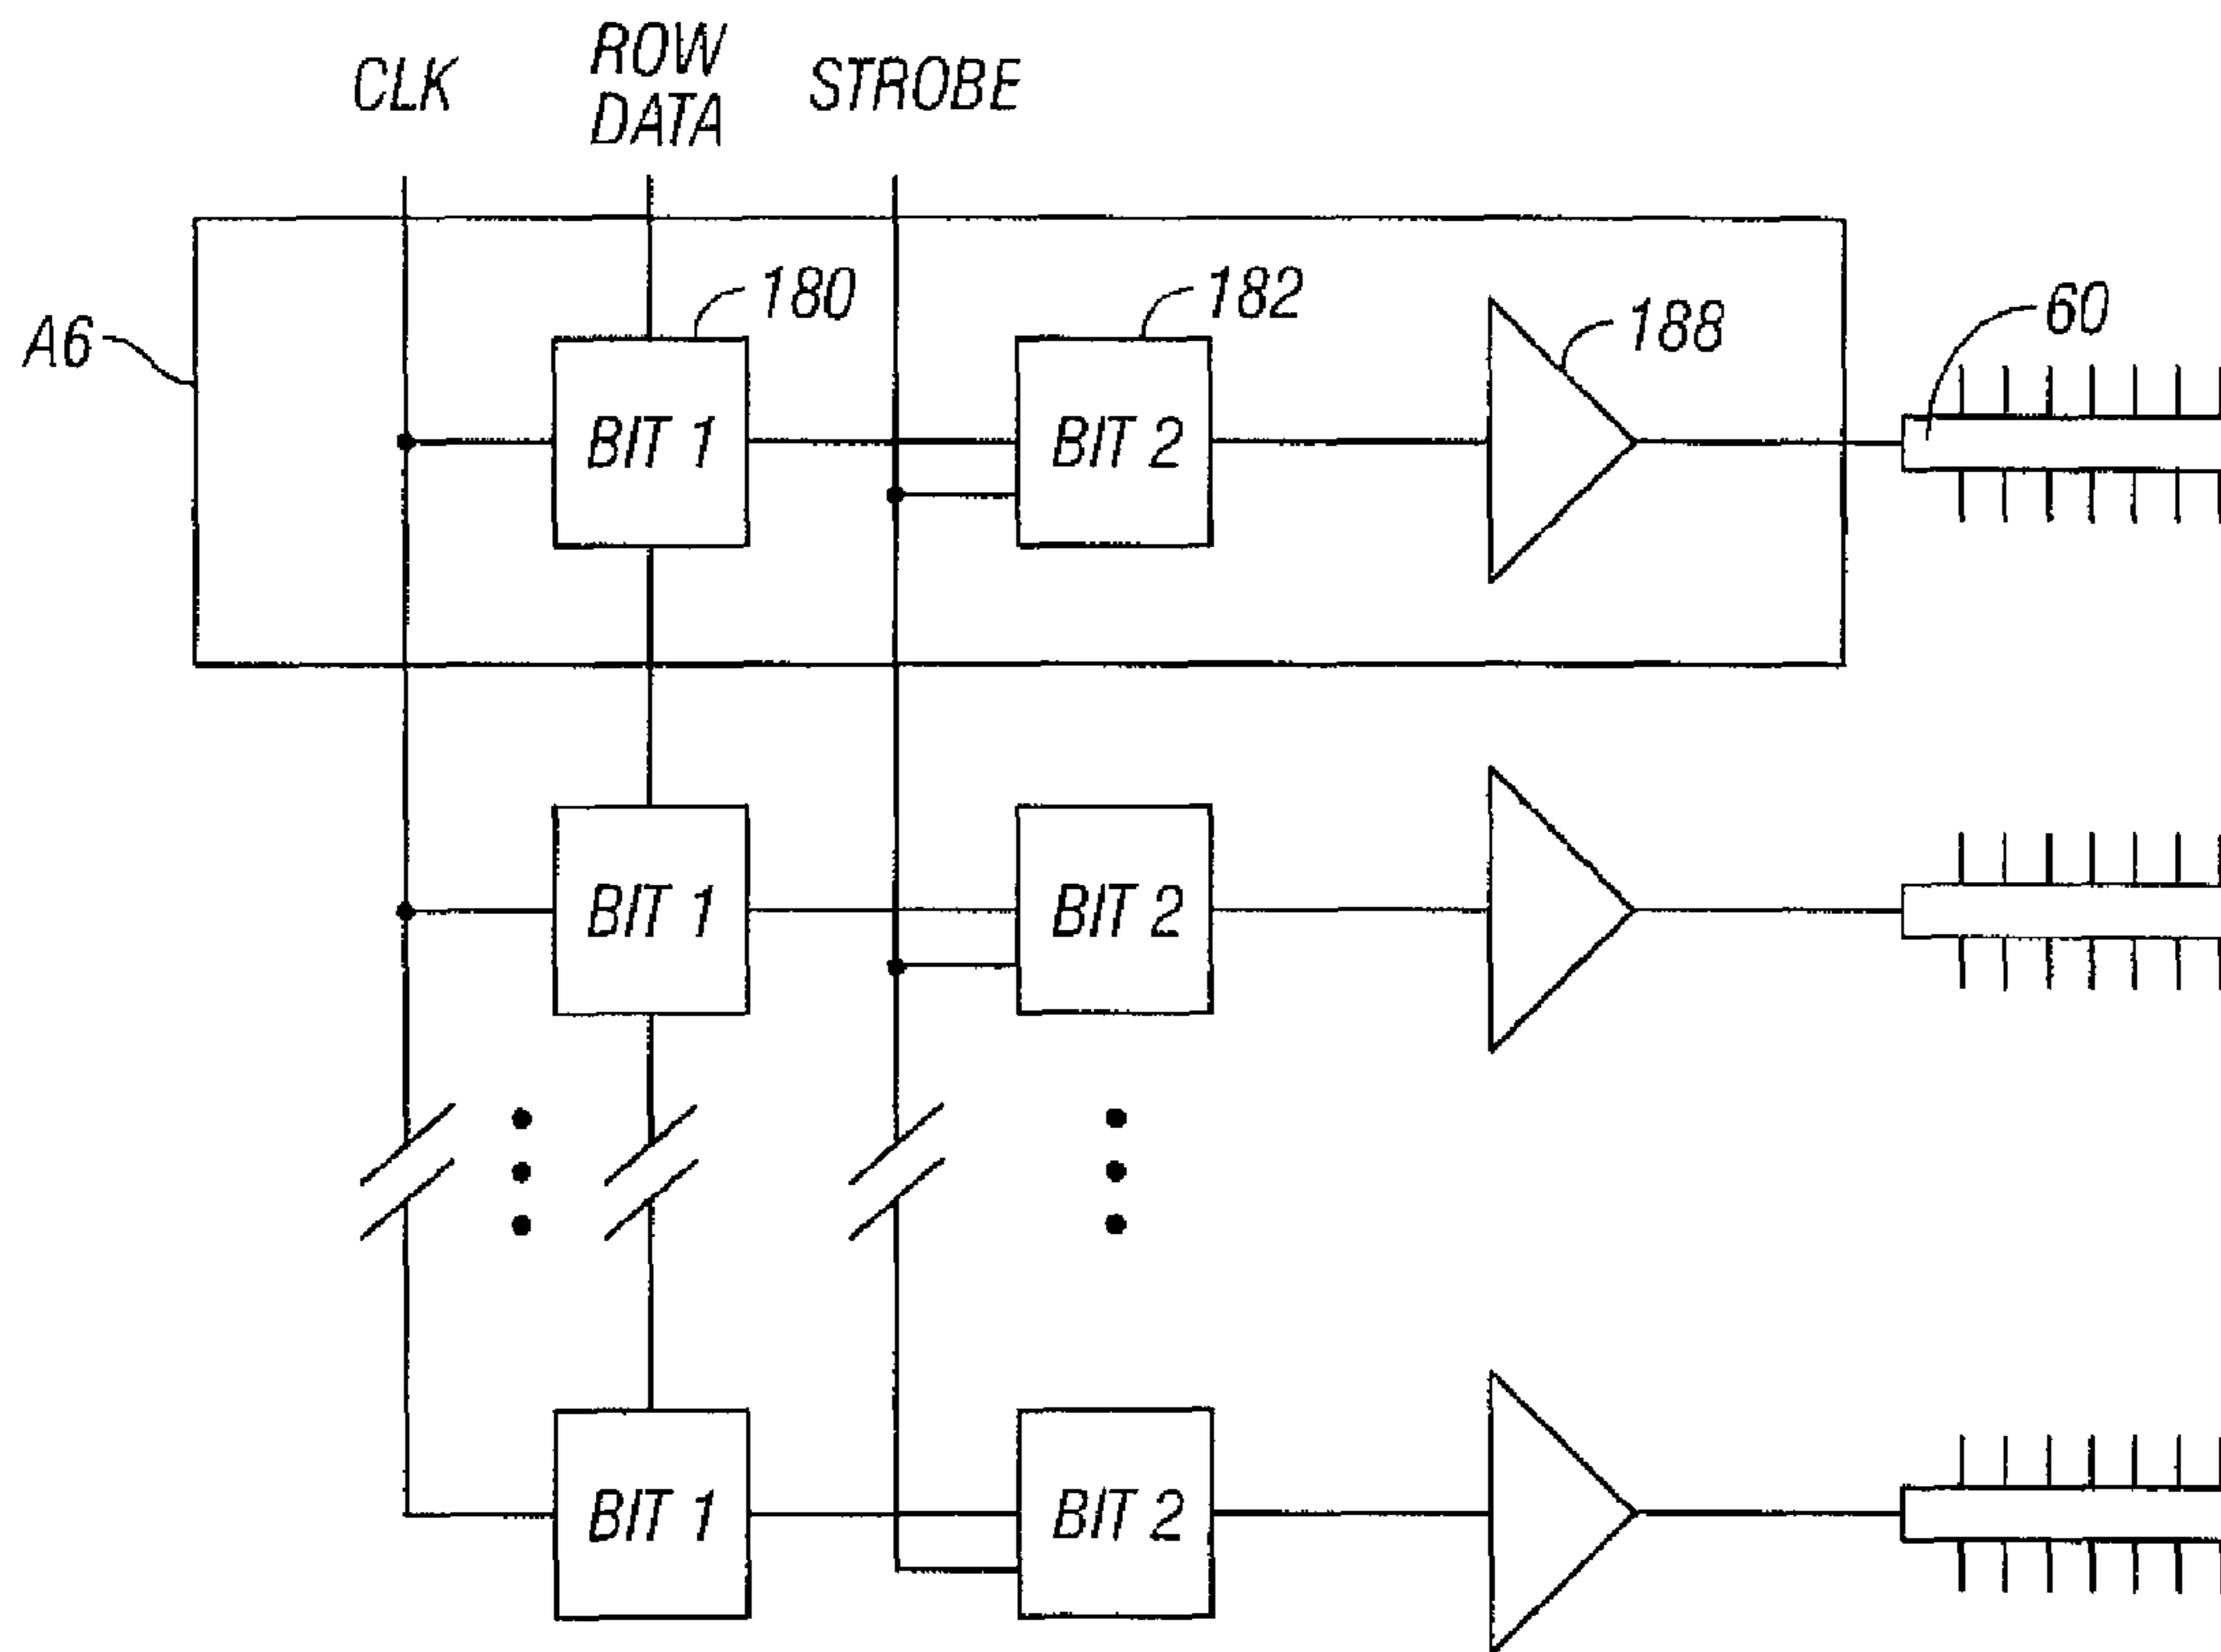 CLK
ROW
DATA
STROBE
180
182
188
60
A6
BIT 1
BIT 2
BIT 1
BIT 2
BIT 1
BIT 2